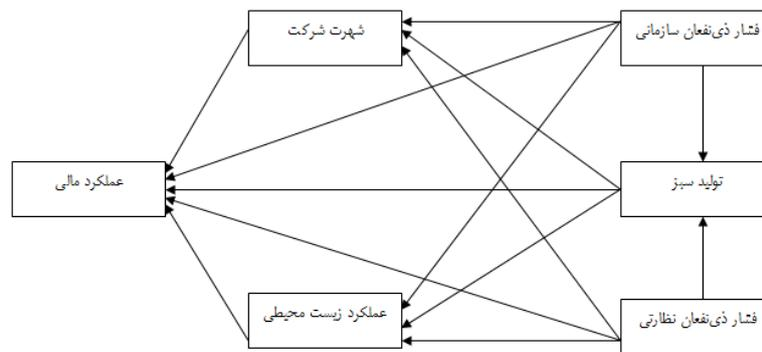 فشار ذی‌نفعان سازمانی
شهرت شرکت
تولید سبز
عملکرد مالی
فشار ذی‌نفعان نظارتی
عملکرد زیست محیطی